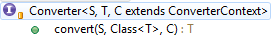 Converter<S, T, C extends ConverterContext>
convert(S, Class<T>, C) : T